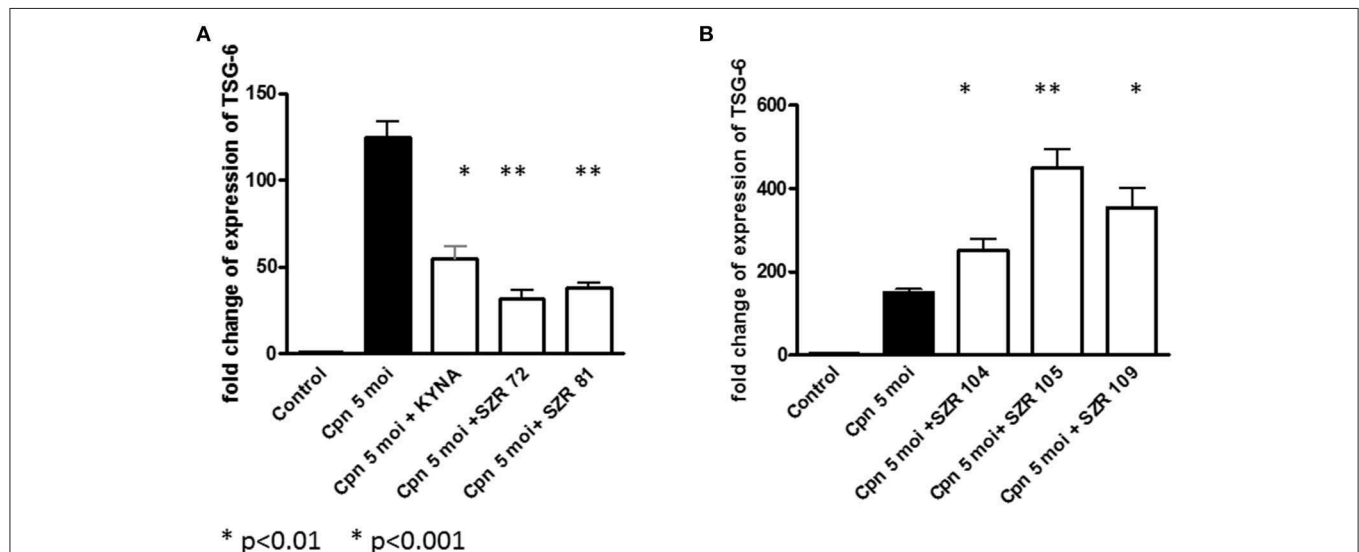 A
fold change of expression of TSG-6
150
100
50
0
Control
Cpn 5 moi
Cpn 5 moi + KYNA
Cpn 5 moi +SZR 72
Cpn 5 moi+ SZR 81
*
**
**
* p<0.01 * p<0.001
B
fold change of expression of TSG-6
600
400
200
0
Control
Cpn 5 moi
Cpn 5 moi +SZR 104
Cpn 5 moi+ SZR 105
Cpn 5 moi + SZR 109
*
**
*